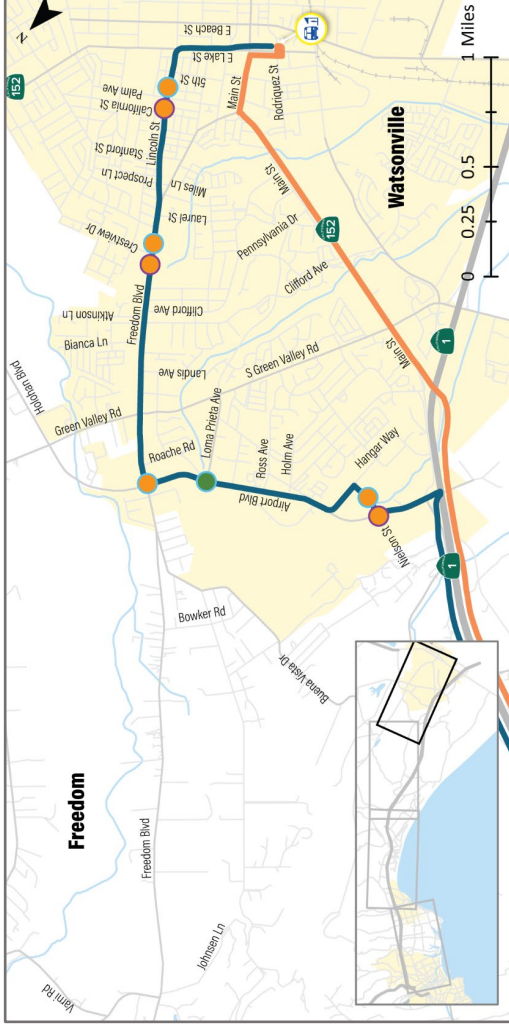 N
152
E Beach St
E Lake St
5th St
Palm Ave
California St
Lincoln St
Stanford St
Prospect Ln
Miles Ln
Laurel St
Crestview Dr
Main St
Rodriquez St
Main St
152
Pennsylvania Dr
Clifford Ave
Watsonville
0
0.25
0.5
1 Miles
Freedom Blvd
Clifford Ave
Atkinson Ln
Bianca Ln
Landis Ave
S Green Valley Rd
Main St
1
Holohan Blvd
Green Valley Rd
Roache Rd
Loma Prieta Ave
Ross Ave
Holm Ave
Airport Blvd
Hangar Way
Nielson St
1
Bowker Rd
Buena Vista Dr
Freedom
Freedom Blvd
Johnsen Ln
Varni Rd